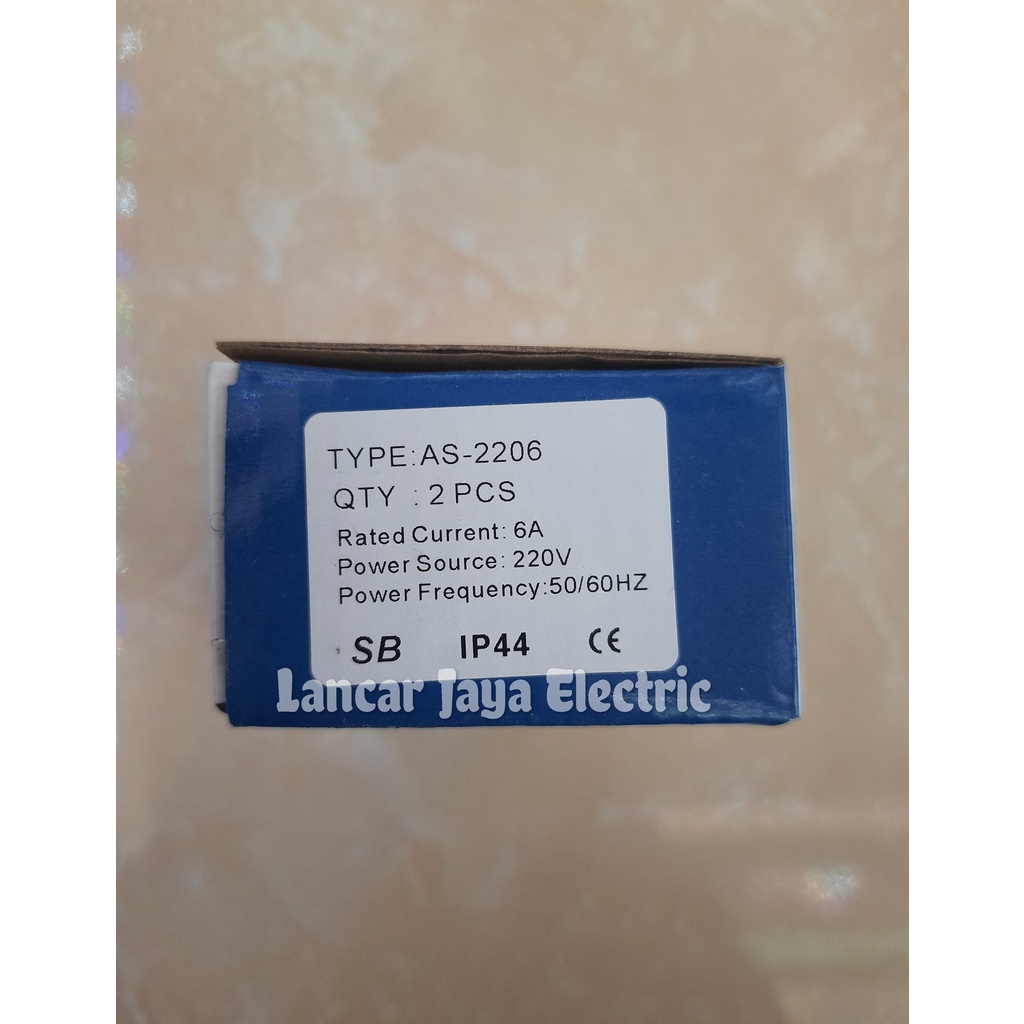 TYPE:AS-2206
QTY : 2 PCS
Rated Current: 6A
Power Source: 220V
Power Frequency:50/60HZ
SB IP44 CE
Lancar Jaya Electric